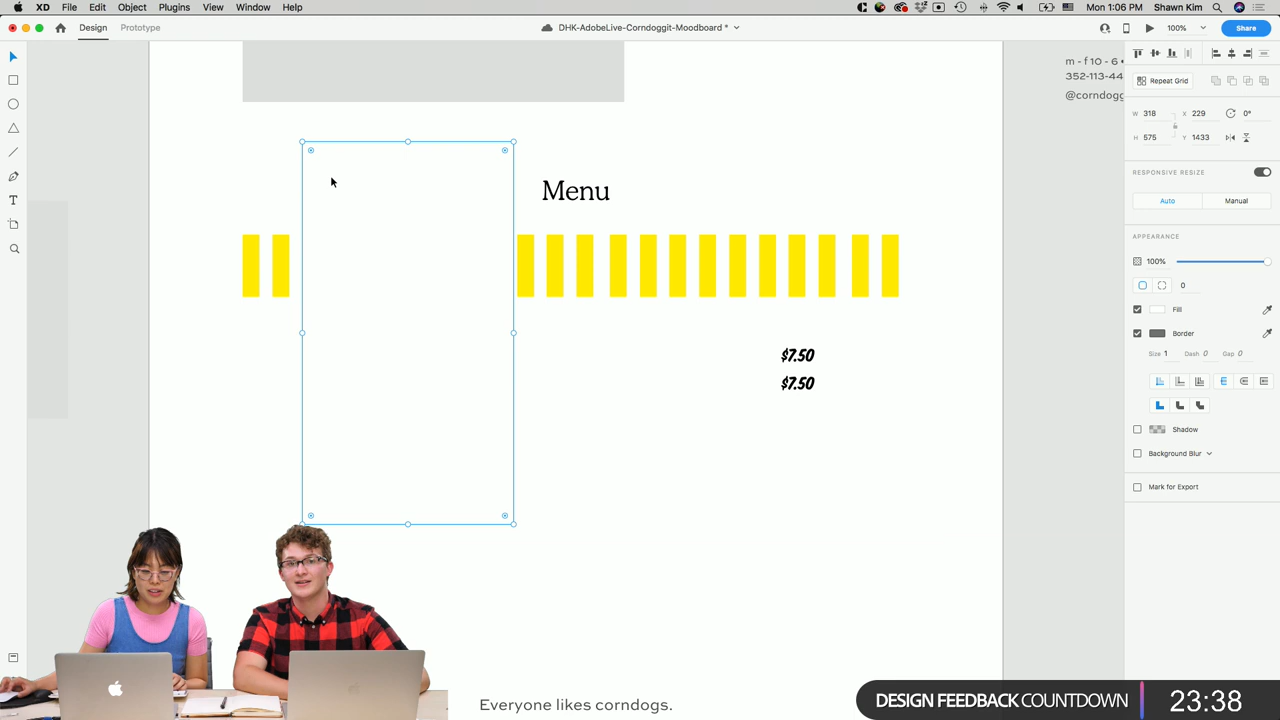 XD File Edit Object Plugins View Window Help
Mon 1:06 PM Shawn Kim
Design Prototype
DHK-AdobeLive-Corndoggit-Moodboard *
100%
Share
m - f 10 - 6 •
352-113-44
@corndogg
Menu
$7.50
$7.50
Everyone likes corndogs.
Repeat Grid
W 318 X 229 0°
H 575 Y 1433
RESPONSIVE RESIZE
Auto Manual
APPEARANCE
100%
0
Fill
Border
Size 1 Dash 0 Gap 0
Shadow
Background Blur
Mark for Export
DESIGN FEEDBACK COUNTDOWN 23:38